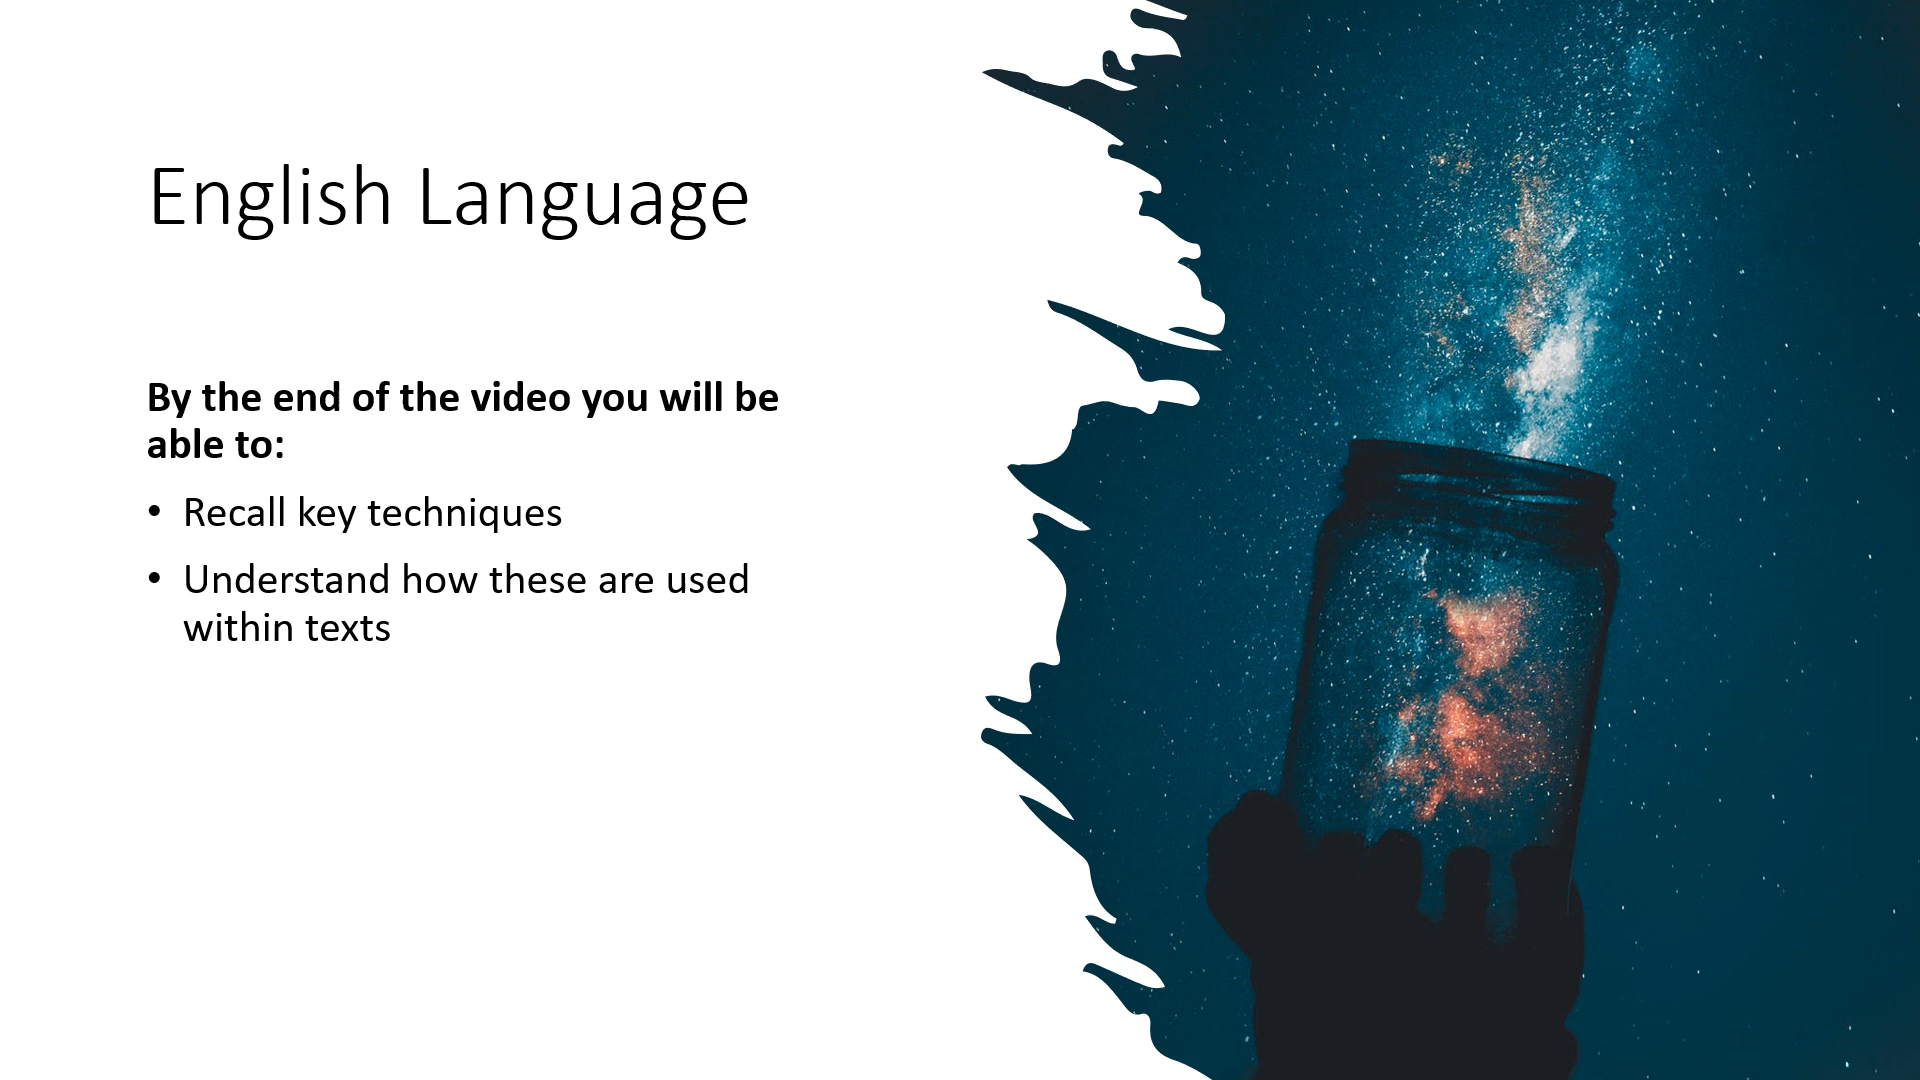 English Language
By the end of the video you will be
able to:
• Recall key techniques
• Understand how these are used
within texts